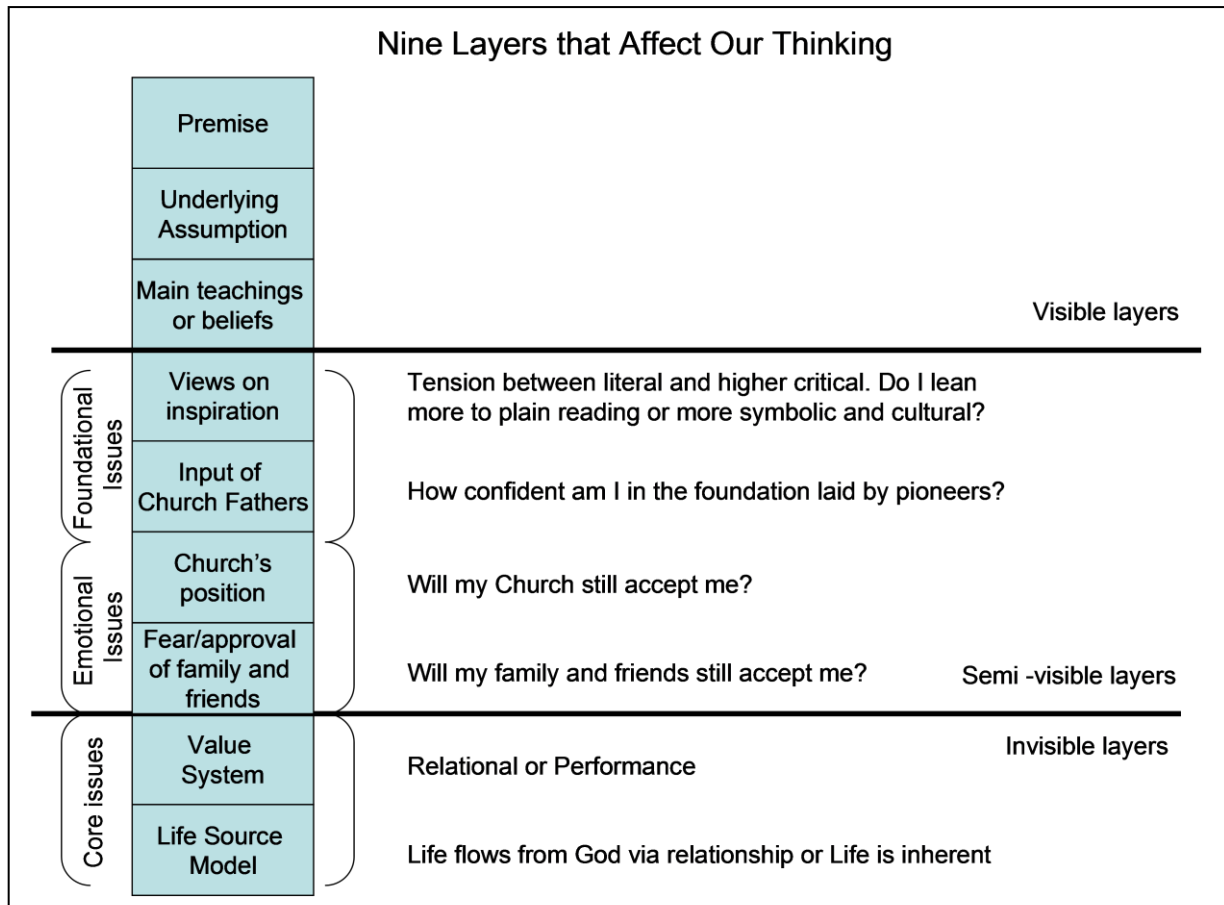 Nine Layers that Affect Our Thinking
Premise
Underlying
Assumption
Main teachings
or beliefs
Visible layers
Foundational
Issues
Views on
inspiration
Tension between literal and higher critical. Do I lean
more to plain reading or more symbolic and cultural?
Input of
Church Fathers
How confident am I in the foundation laid by pioneers?
Emotional
Issues
Church's
position
Will my Church still accept me?
Fear/approval
of family and
friends
Will my family and friends still accept me?
Semi -visible layers
Invisible layers
Core issues
Value
System
Relational or Performance
Life Source
Model
Life flows from God via relationship or Life is inherent